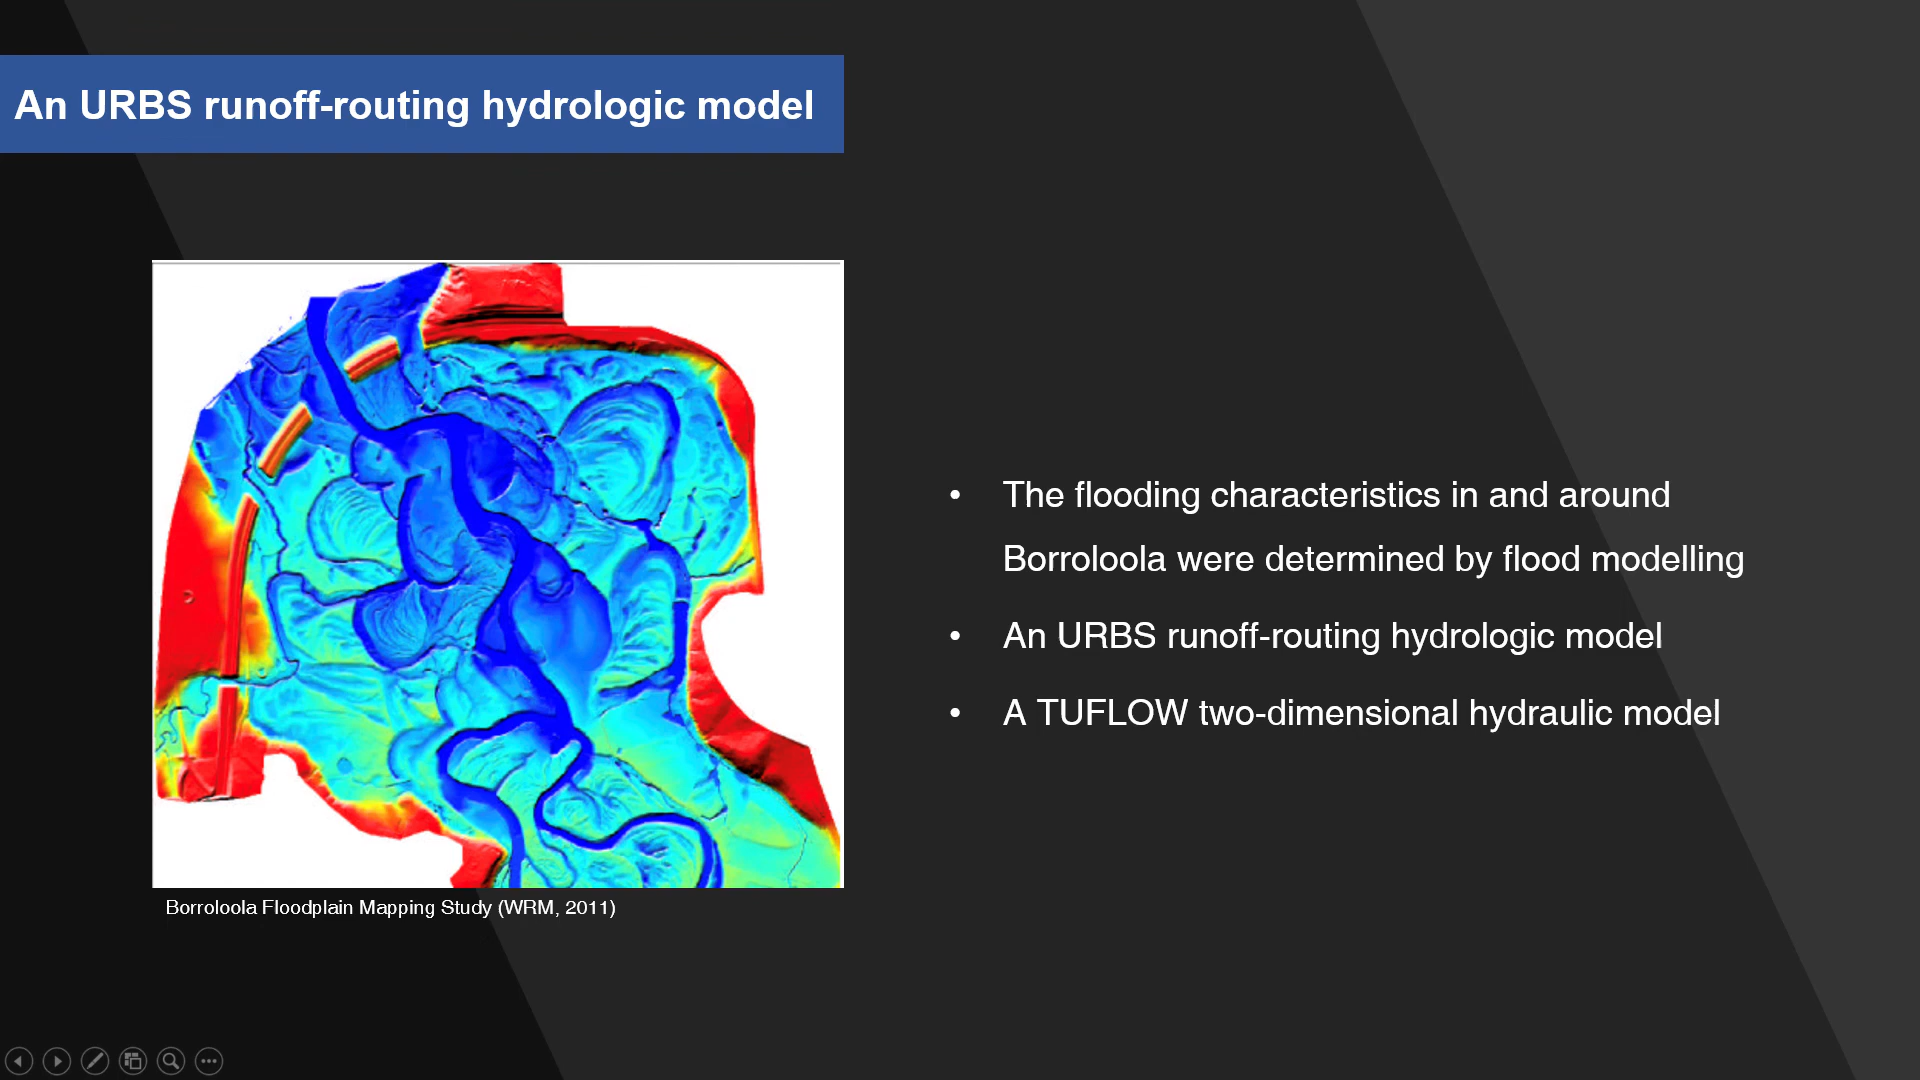 An URBS runoff-routing hydrologic model
Borroloola Floodplain Mapping Study (WRM, 2011)
• The flooding characteristics in and around
Borroloola were determined by flood modelling
• An URBS runoff-routing hydrologic model
• A TUFLOW two-dimensional hydraulic model